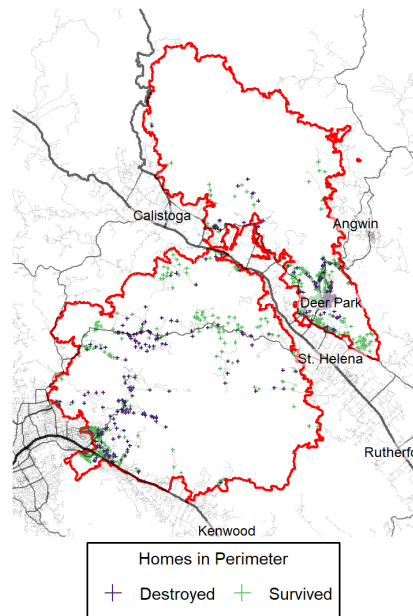 Calistoga
Angwin
Deer Park
St. Helena
Rutherfo
Kenwood
Homes in Perimeter
Destroyed Survived